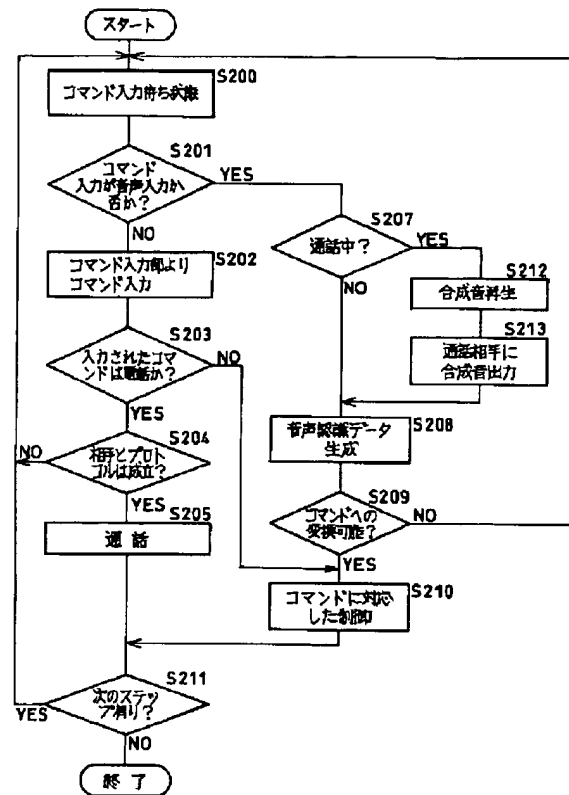 スタート
S200
コマンド入力待ち状態
S201
コマンド
入力が音声入力か
否か?
YES
NO
S202
コマンド入力部より
コマンド入力
S203
入力されたコマ
ンドは電話か?
NO
YES
S204
相手とプロト
コルは成立?
NO
YES
S205
通話
S207
通話中?
YES
NO
S212
合成音再生
S213
通話相手に
合成音出力
S208
音声認識データ
生成
S209
コマンドへの
変換可能?
NO
YES
S210
コマンドに対応
した制御
S211
次のステッ
プ有り?
YES
NO
終了